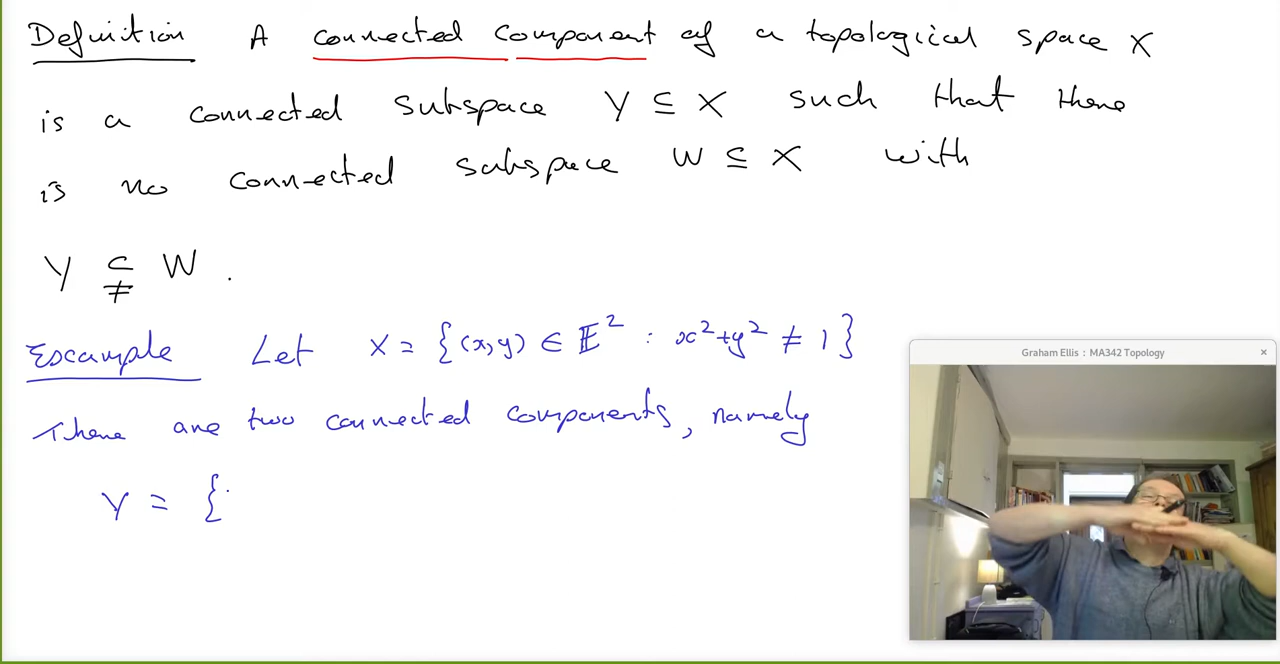 Definition A connected component of a topological space X
is a connected subspace Y ⊆ X such that there
is no connected subspace W ⊆ X with
Y ⊊ W .
Example Let X = {(x,y) ∈ 𝔼² : x²+y² ≠ 1}
There are two connected components, namely
Y = {
Graham Ellis : MA342 Topology